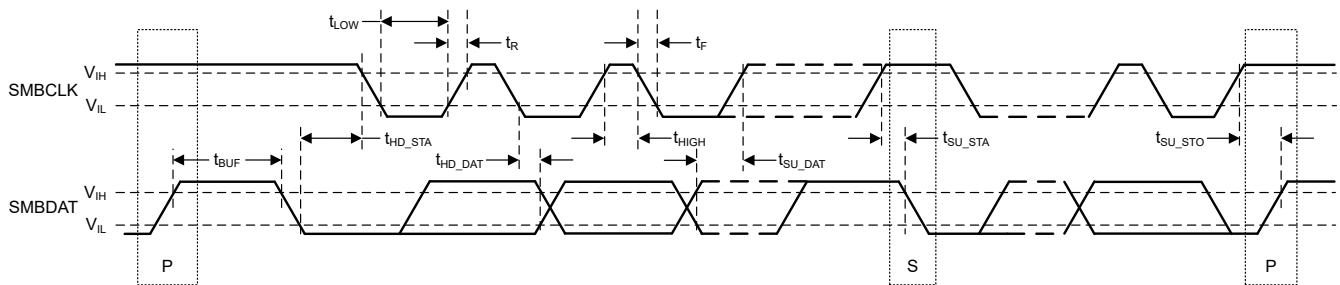 tLOW
tR
tF
SMBCLK
VIH
VIL
tHD_STA
tBUF
tHD_DAT
tHIGH
tSU_DAT
tSU_STA
tSU_STO
SMBDAT
VIH
VIL
P
S
P